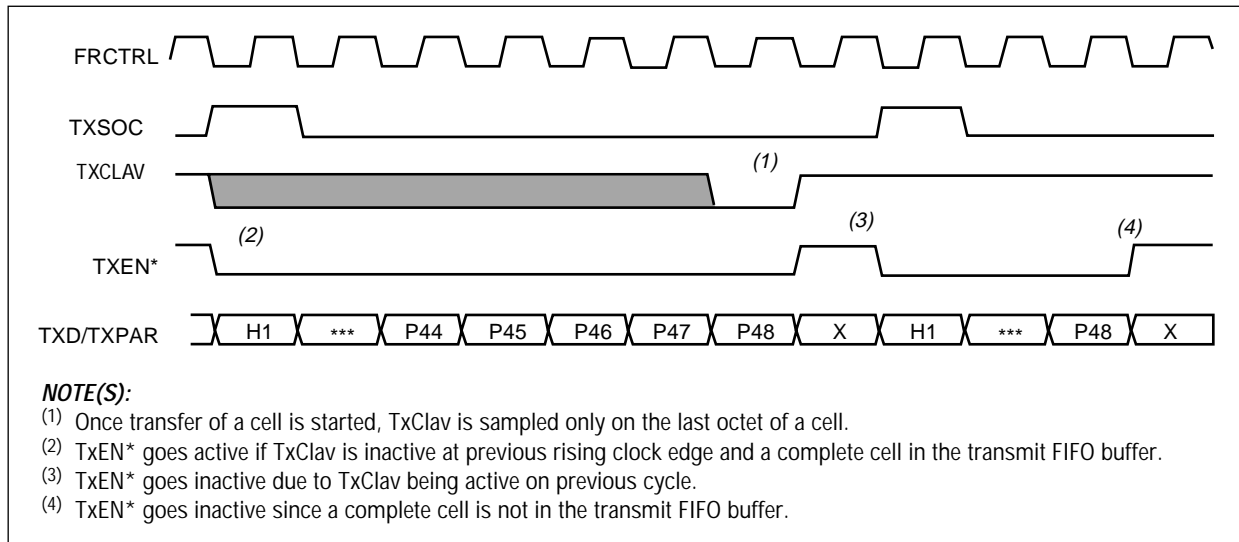 FRCTRL
TXSOC
TXCLAV
(1)
(2)
(3)
(4)
TXEN*
TXD/TXPAR H1 *** P44 P45 P46 P47 P48 X H1 *** P48 X
NOTE(S):
(1) Once transfer of a cell is started, TxClav is sampled only on the last octet of a cell.
(2) TxEN* goes active if TxClav is inactive at previous rising clock edge and a complete cell in the transmit FIFO buffer.
(3) TxEN* goes inactive due to TxClav being active on previous cycle.
(4) TxEN* goes inactive since a complete cell is not in the transmit FIFO buffer.